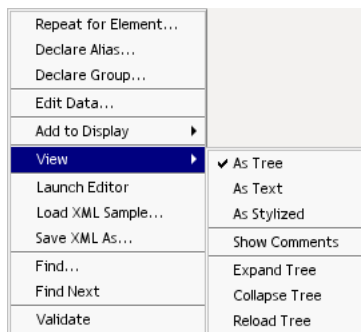 Repeat for Element...
Declare Alias...
Declare Group...
Edit Data...
Add to Display
View
Launch Editor
Load XML Sample...
Save XML As...
Find...
Find Next
Validate
As Tree
As Text
As Stylized
Show Comments
Expand Tree
Collapse Tree
Reload Tree